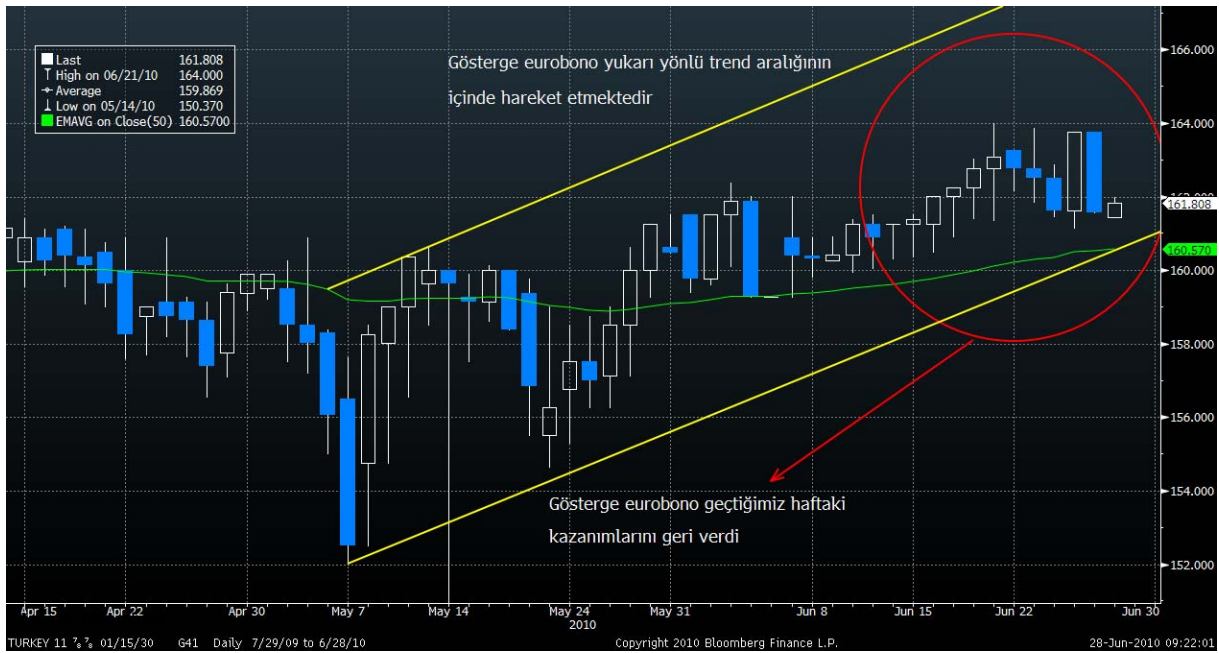 Last 161.808
High on 06/21/10 164.000
Average 159.869
Low on 05/14/10 150.370
EMAVG on Close(50) 160.5700
Gösterge eurobono yukarı yönlü trend aralığının
içinde hareket etmektedir
166.000
164.000
162.000
161.808
160.570
160.000
158.000
156.000
154.000
152.000
Gösterge eurobono geçtiğimiz haftaki
kazanımlarını geri verdi
Apr 15 Apr 22 Apr 30 May 7 May 14 May 24 May 31 Jun 8 Jun 15 Jun 22 Jun 30
2010
TURKEY 11 ⁷₈ ⁷₈ 01/15/30 G41 Daily 7/29/09 to 6/28/10 Copyright 2010 Bloomberg Finance L.P. 28-Jun-2010 09:22:01